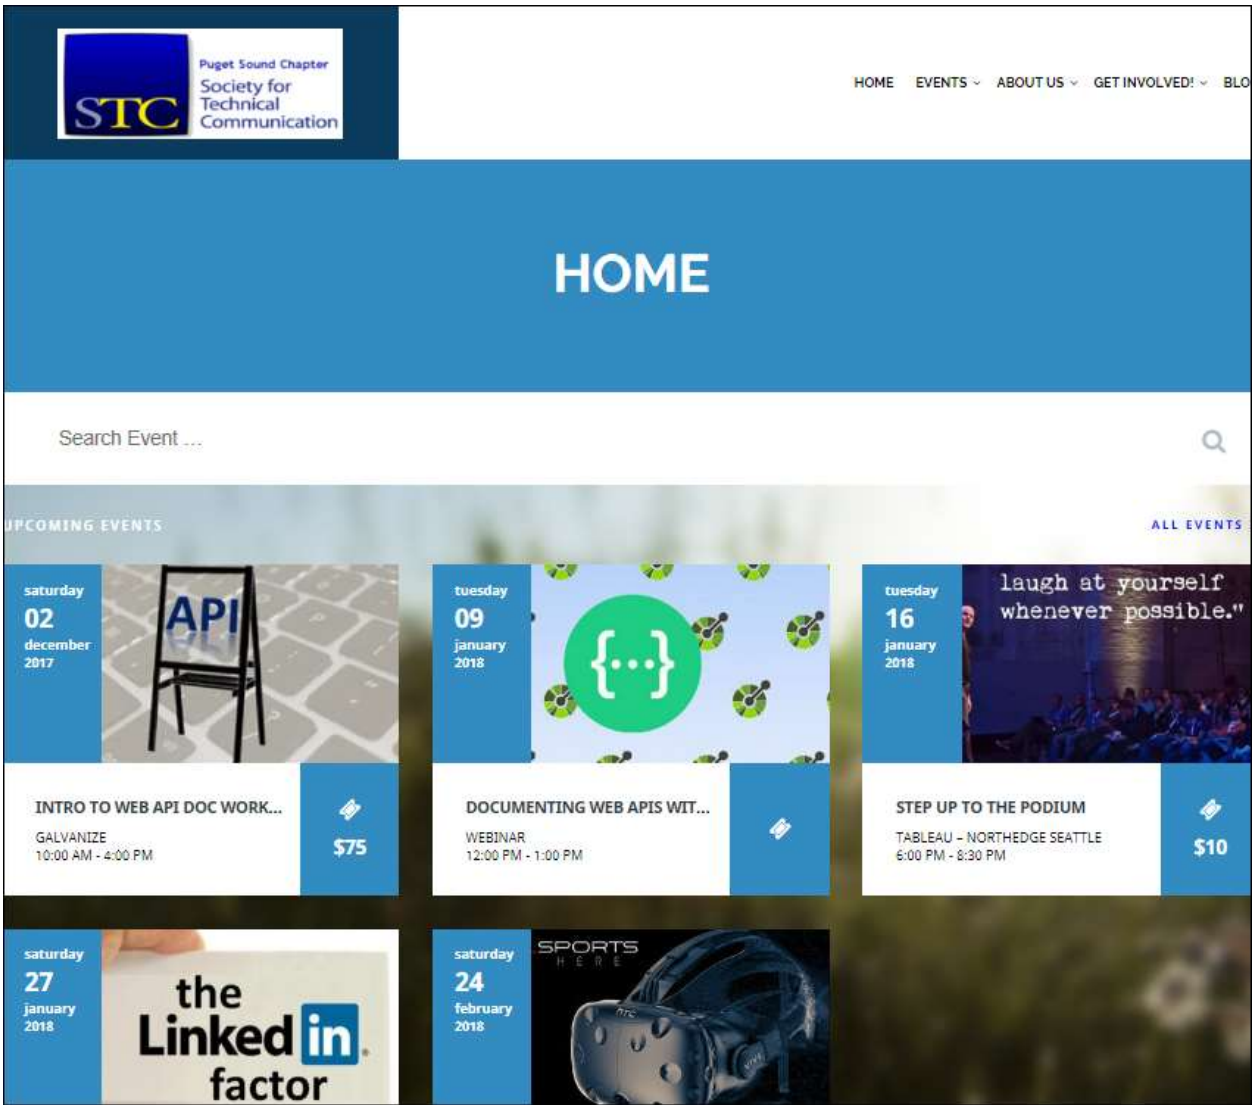 STC
Puget Sound Chapter
Society for
Technical
Communication
HOME EVENTS ABOUT US GET INVOLVED! BLO
HOME
Search Event ...
UPCOMING EVENTS
ALL EVENTS
saturday
02
december
2017
API
INTRO TO WEB API DOC WORK...
GALVANIZE
10:00 AM - 4:00 PM
$75
tuesday
09
january
2018
{...}
DOCUMENTING WEB APIS WIT...
WEBINAR
12:00 PM - 1:00 PM
tuesday
16
january
2018
laugh at yourself
whenever possible."
STEP UP TO THE PODIUM
TABLEAU – NORTHEDGE SEATTLE
6:00 PM - 8:30 PM
$10
saturday
27
january
2018
the
Linked in
factor
saturday
24
february
2018
SPORTS
HERE
HTC
VIVE